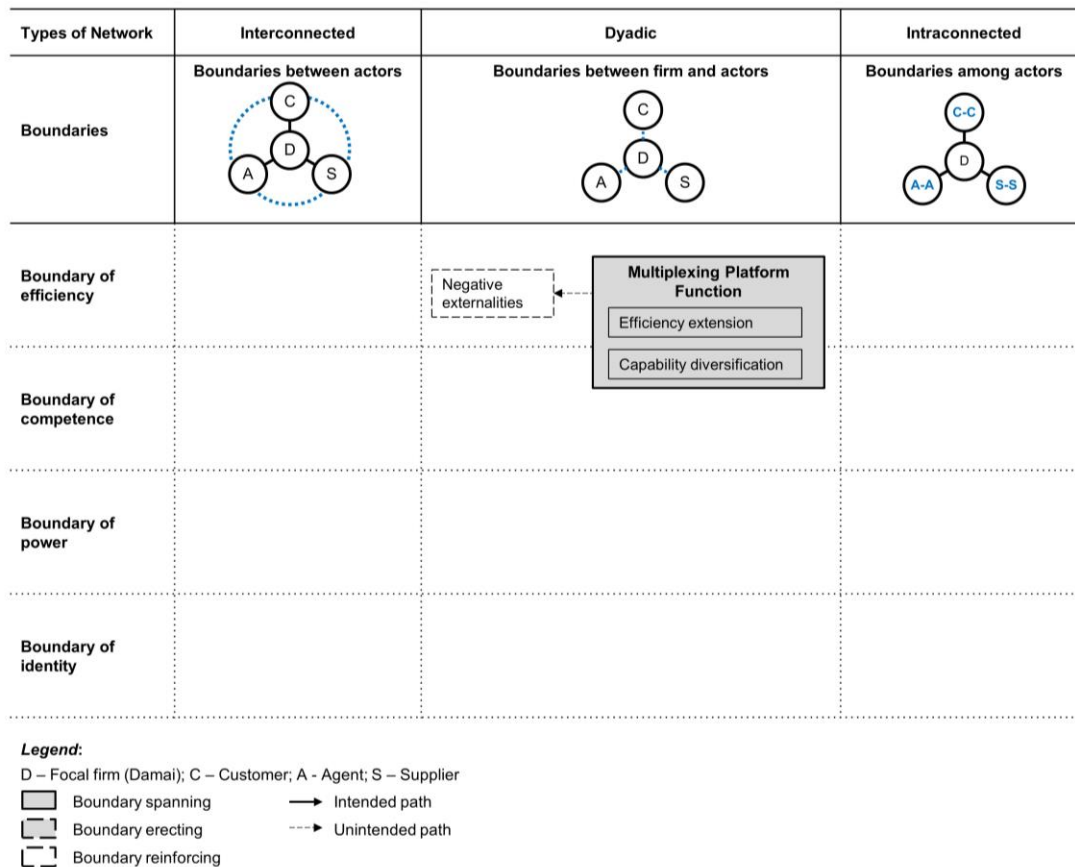 Types of Network
Interconnected
Dyadic
Intraconnected
Boundaries
Boundaries between actors
C
D
A
S
Boundaries between firm and actors
C
D
A
S
Boundaries among actors
C-C
D
A-A
S-S
Boundary of
efficiency
Negative
externalities
Multiplexing Platform
Function
Efficiency extension
Capability diversification
Boundary of
competence
Boundary of
power
Boundary of
identity
Legend:
D – Focal firm (Damai); C – Customer; A - Agent; S – Supplier
Boundary spanning
Intended path
Boundary erecting
Unintended path
Boundary reinforcing